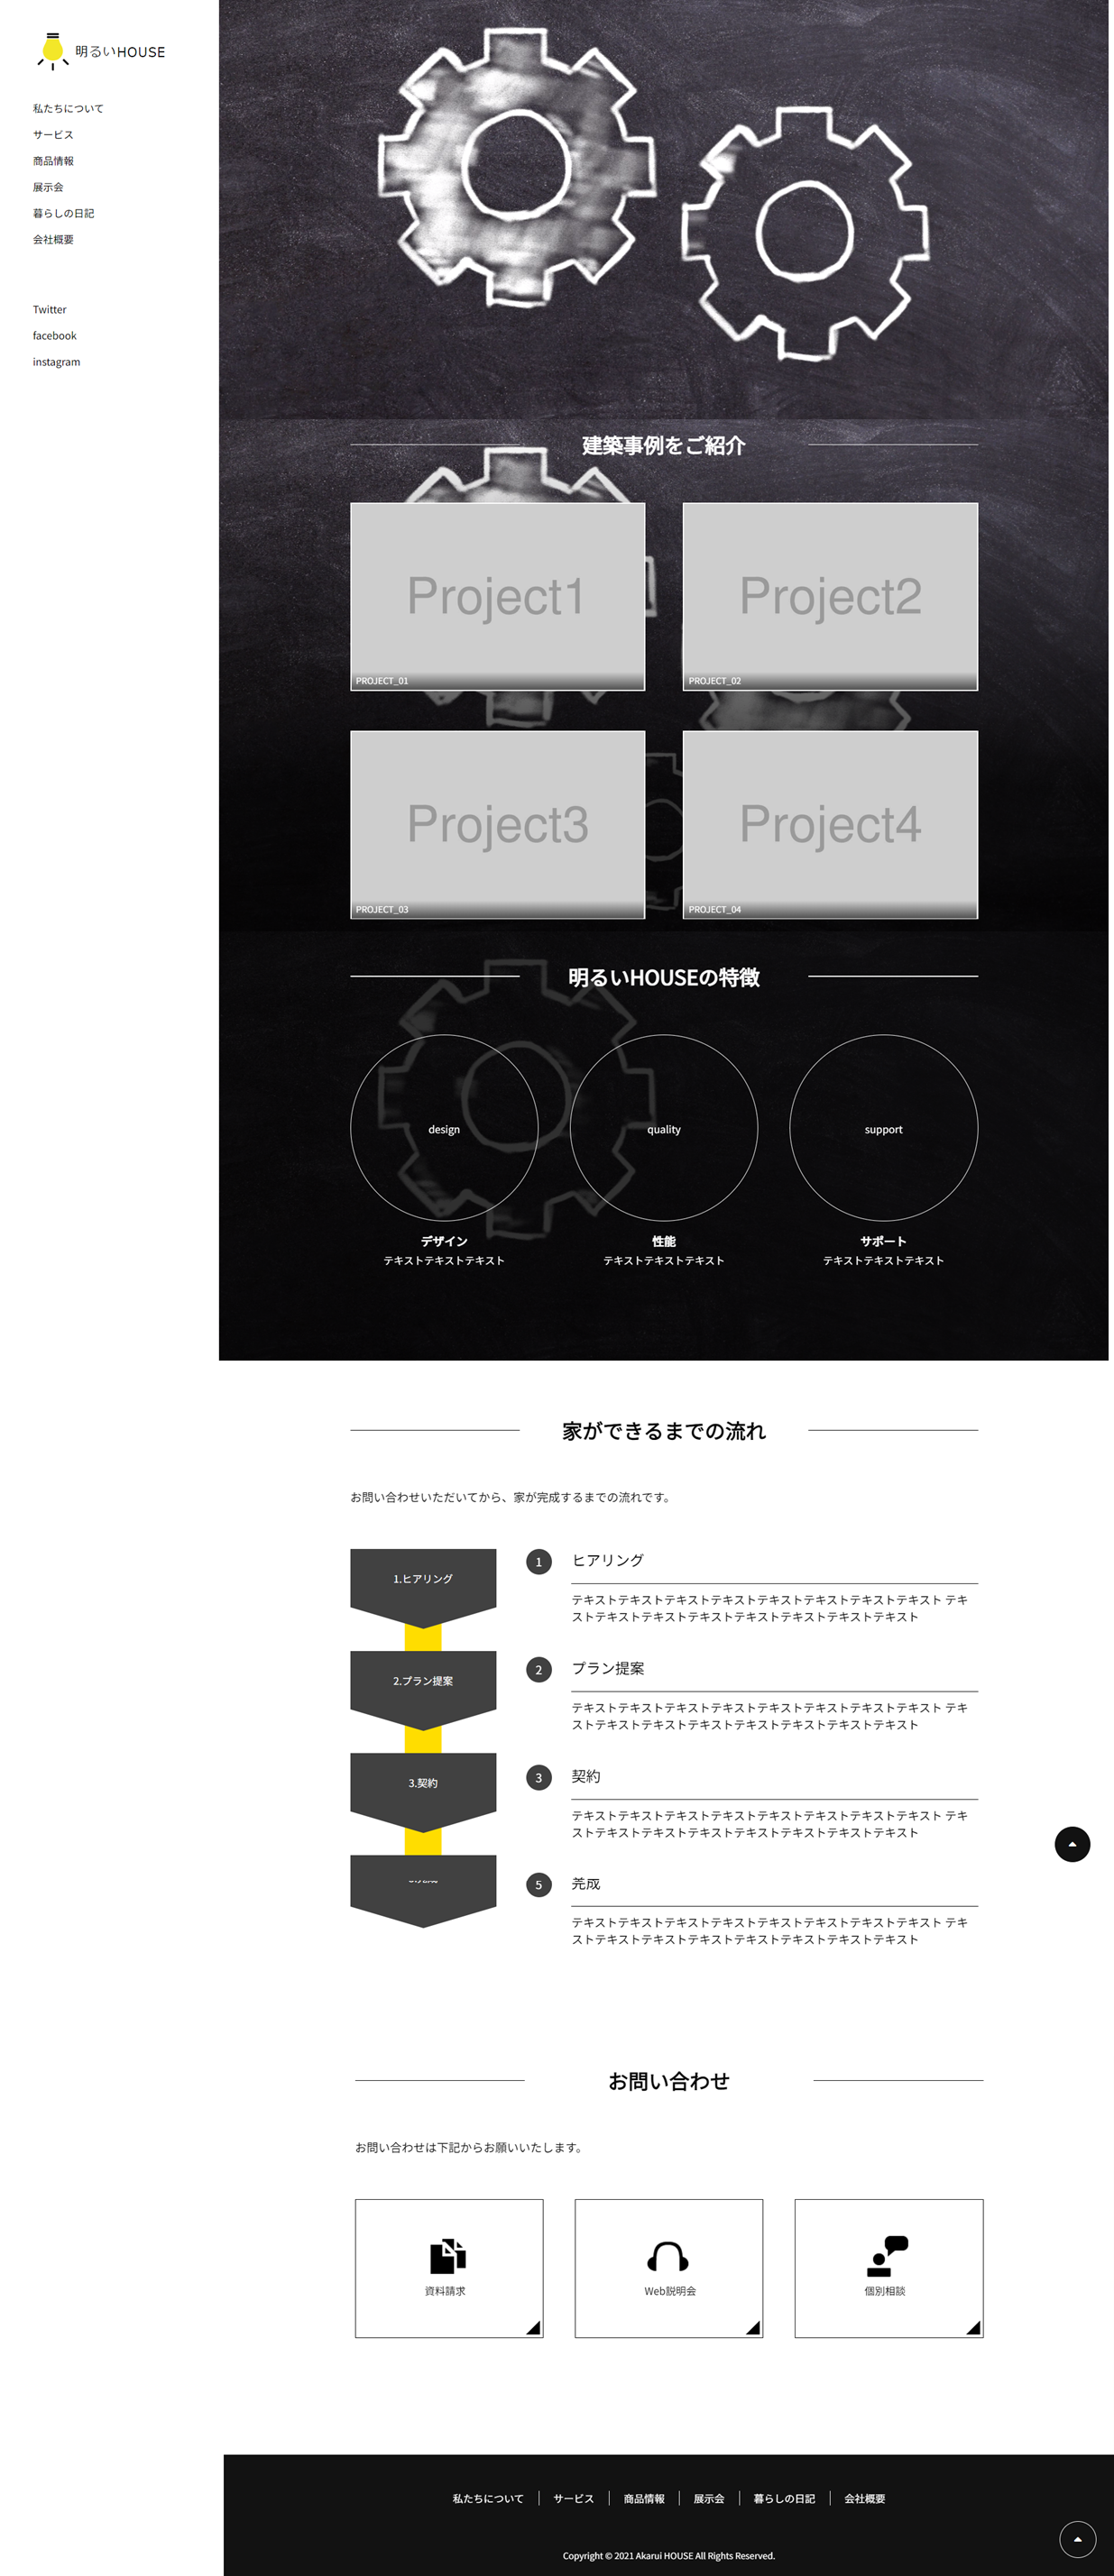 明るいHOUSE
私たちについて
サービス
商品情報
展示会
暮らしの日記
会社概要
Twitter
facebook
instagram
建築事例をご紹介
Project1
PROJECT_01
Project2
PROJECT_02
Project3
PROJECT_03
Project4
PROJECT_04
明るいHOUSEの特徴
design
quality
support
デザイン
テキストテキストテキスト
性能
テキストテキストテキスト
サポート
テキストテキストテキスト
家ができるまでの流れ
お問い合わせいただいてから、家が完成するまでの流れです。
1.ヒアリング
2.プラン提案
3.契約
1
ヒアリング
テキストテキストテキストテキストテキストテキストテキストテキスト テキ
ストテキストテキストテキストテキストテキストテキストテキスト
2
プラン提案
テキストテキストテキストテキストテキストテキストテキストテキスト テキ
ストテキストテキストテキストテキストテキストテキストテキスト
3
契約
テキストテキストテキストテキストテキストテキストテキストテキスト テキ
ストテキストテキストテキストテキストテキストテキストテキスト
5
完成
テキストテキストテキストテキストテキストテキストテキストテキスト テキ
ストテキストテキストテキストテキストテキストテキストテキスト
お問い合わせ
お問い合わせは下記からお願いいたします。
資料請求
Web説明会
個別相談
私たちについて
サービス
商品情報
展示会
暮らしの日記
会社概要
Copyright © 2021 Akarui HOUSE All Rights Reserved.